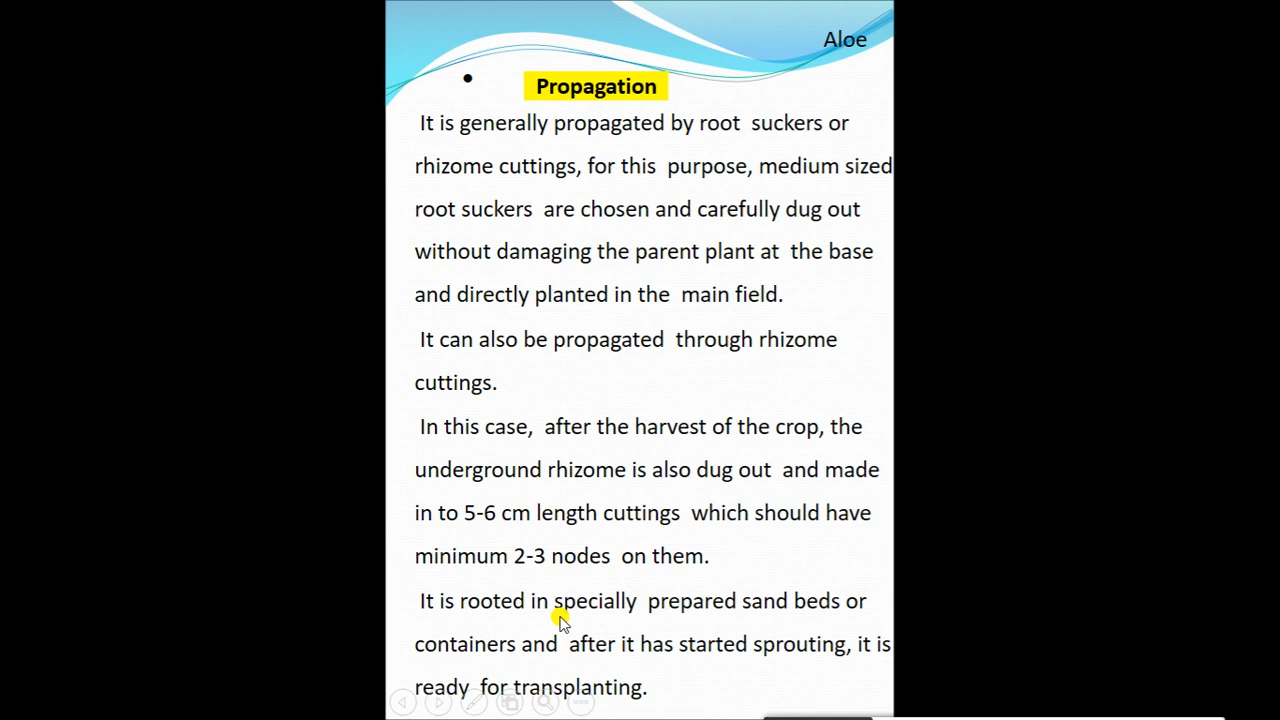 Aloe
• Propagation
It is generally propagated by root suckers or
rhizome cuttings, for this purpose, medium sized
root suckers are chosen and carefully dug out
without damaging the parent plant at the base
and directly planted in the main field.
It can also be propagated through rhizome
cuttings.
In this case, after the harvest of the crop, the
underground rhizome is also dug out and made
in to 5-6 cm length cuttings which should have
minimum 2-3 nodes on them.
It is rooted in specially prepared sand beds or
containers and after it has started sprouting, it is
ready for transplanting.